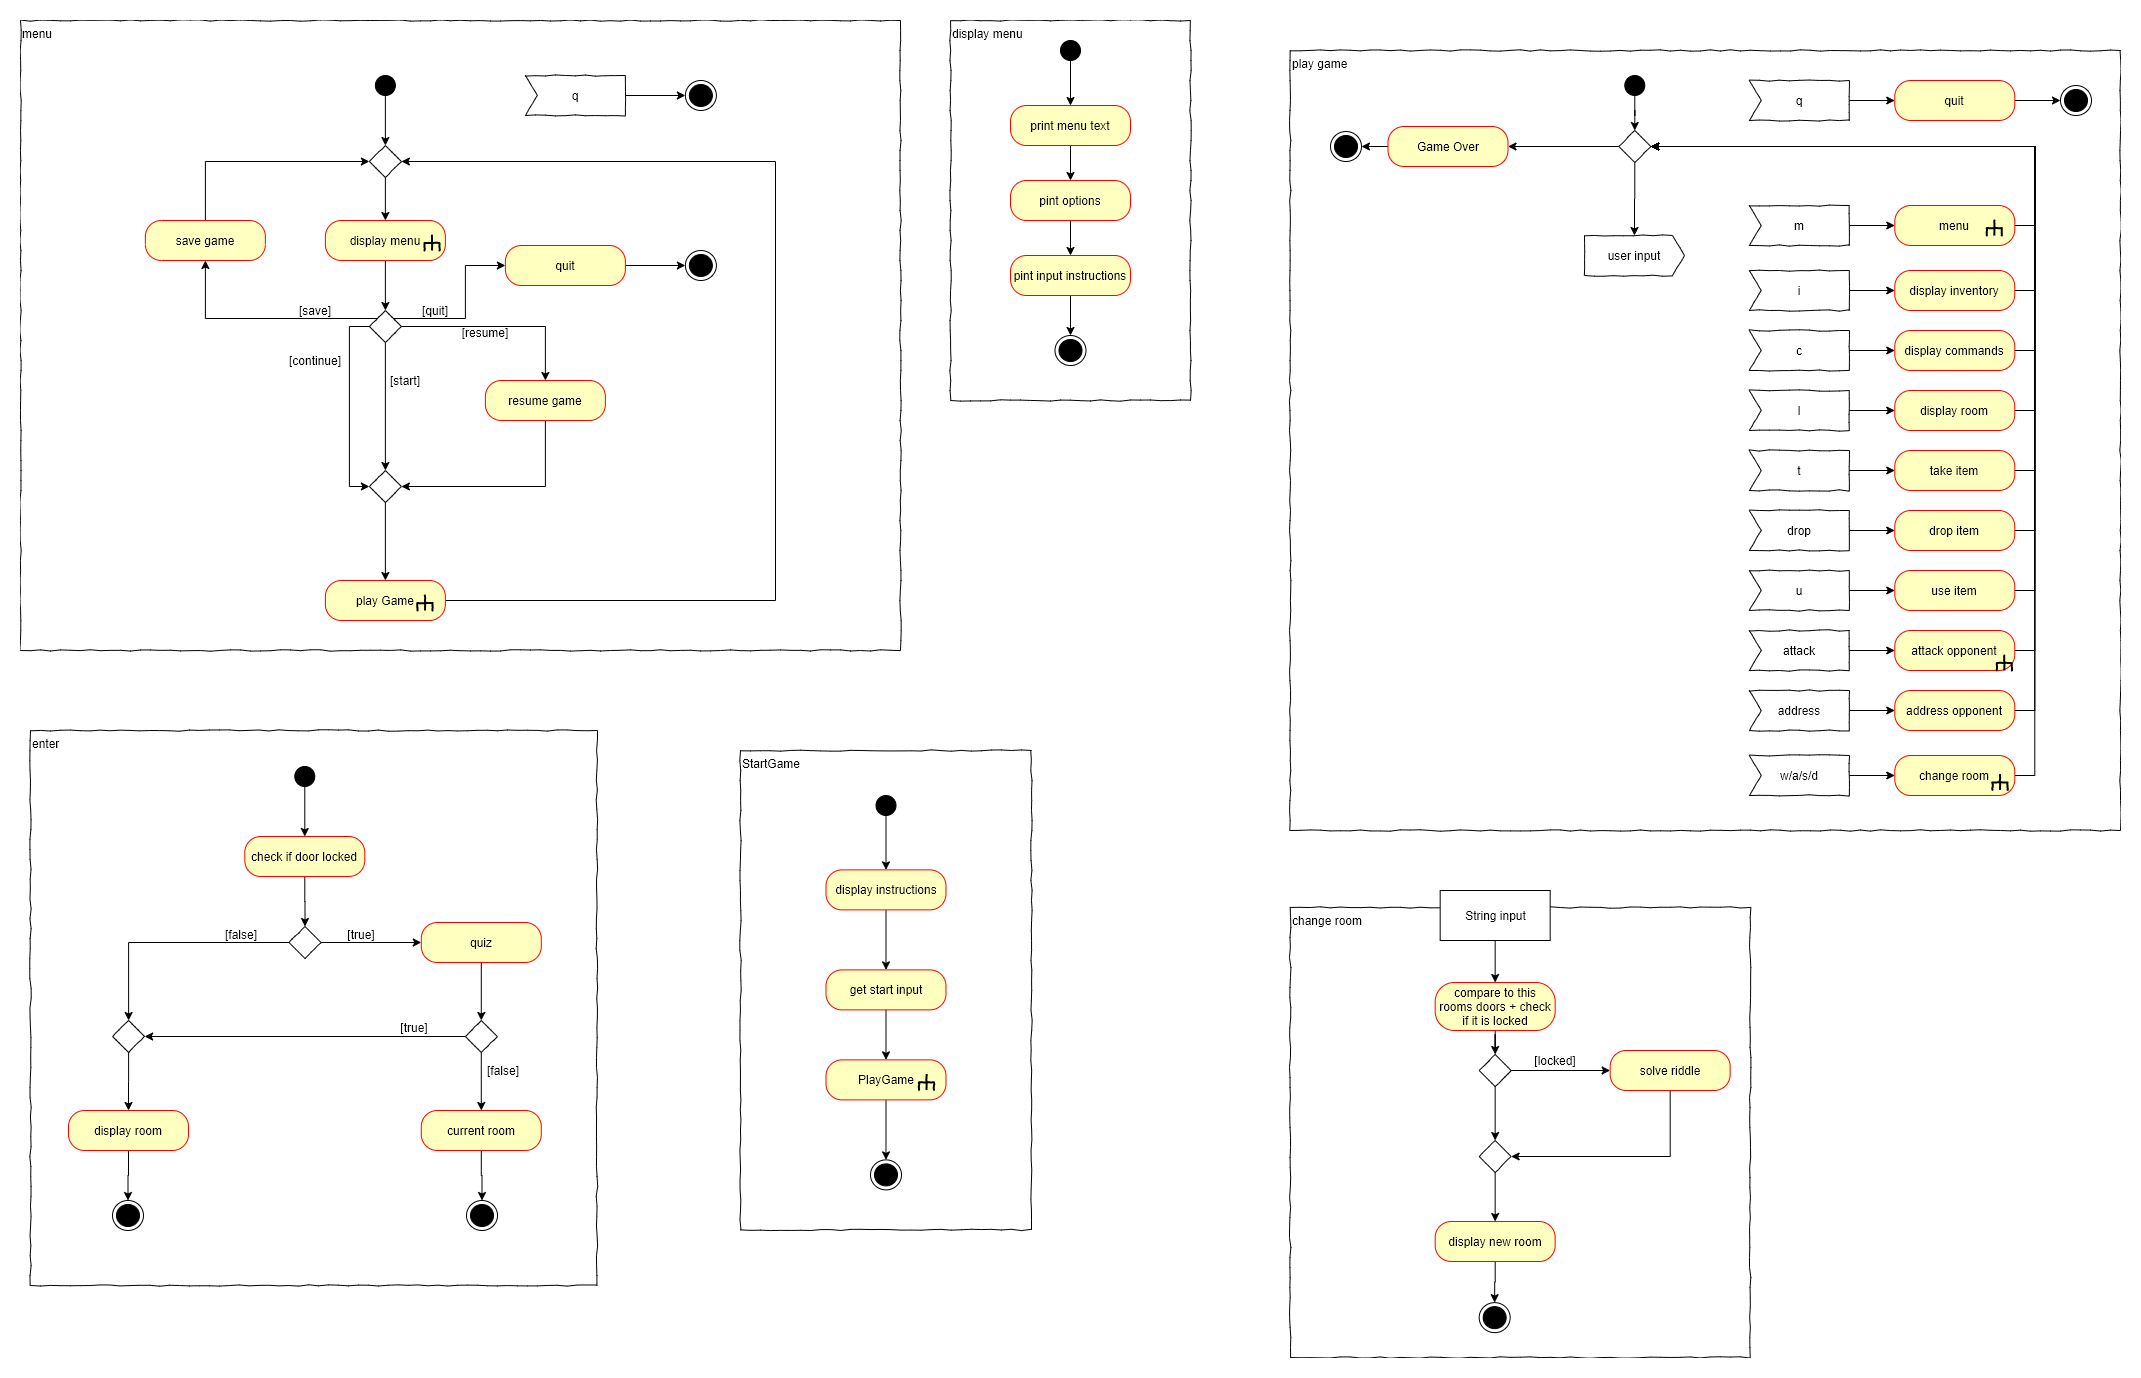 menu
q
save game
display menu
quit
[save]
[quit]
[resume]
[continue]
[start]
resume game
play Game
display menu
print menu text
pint options
pint input instructions
play game
q
quit
Game Over
user input
m
menu
i
display inventory
c
display commands
l
display room
t
take item
drop
drop item
u
use item
attack
attack opponent
address
address opponent
w/a/s/d
change room
enter
check if door locked
[false]
[true]
quiz
[true]
[false]
display room
current room
StartGame
display instructions
get start input
PlayGame
change room
String input
compare to this
rooms doors + check
if it is locked
[locked]
solve riddle
display new room